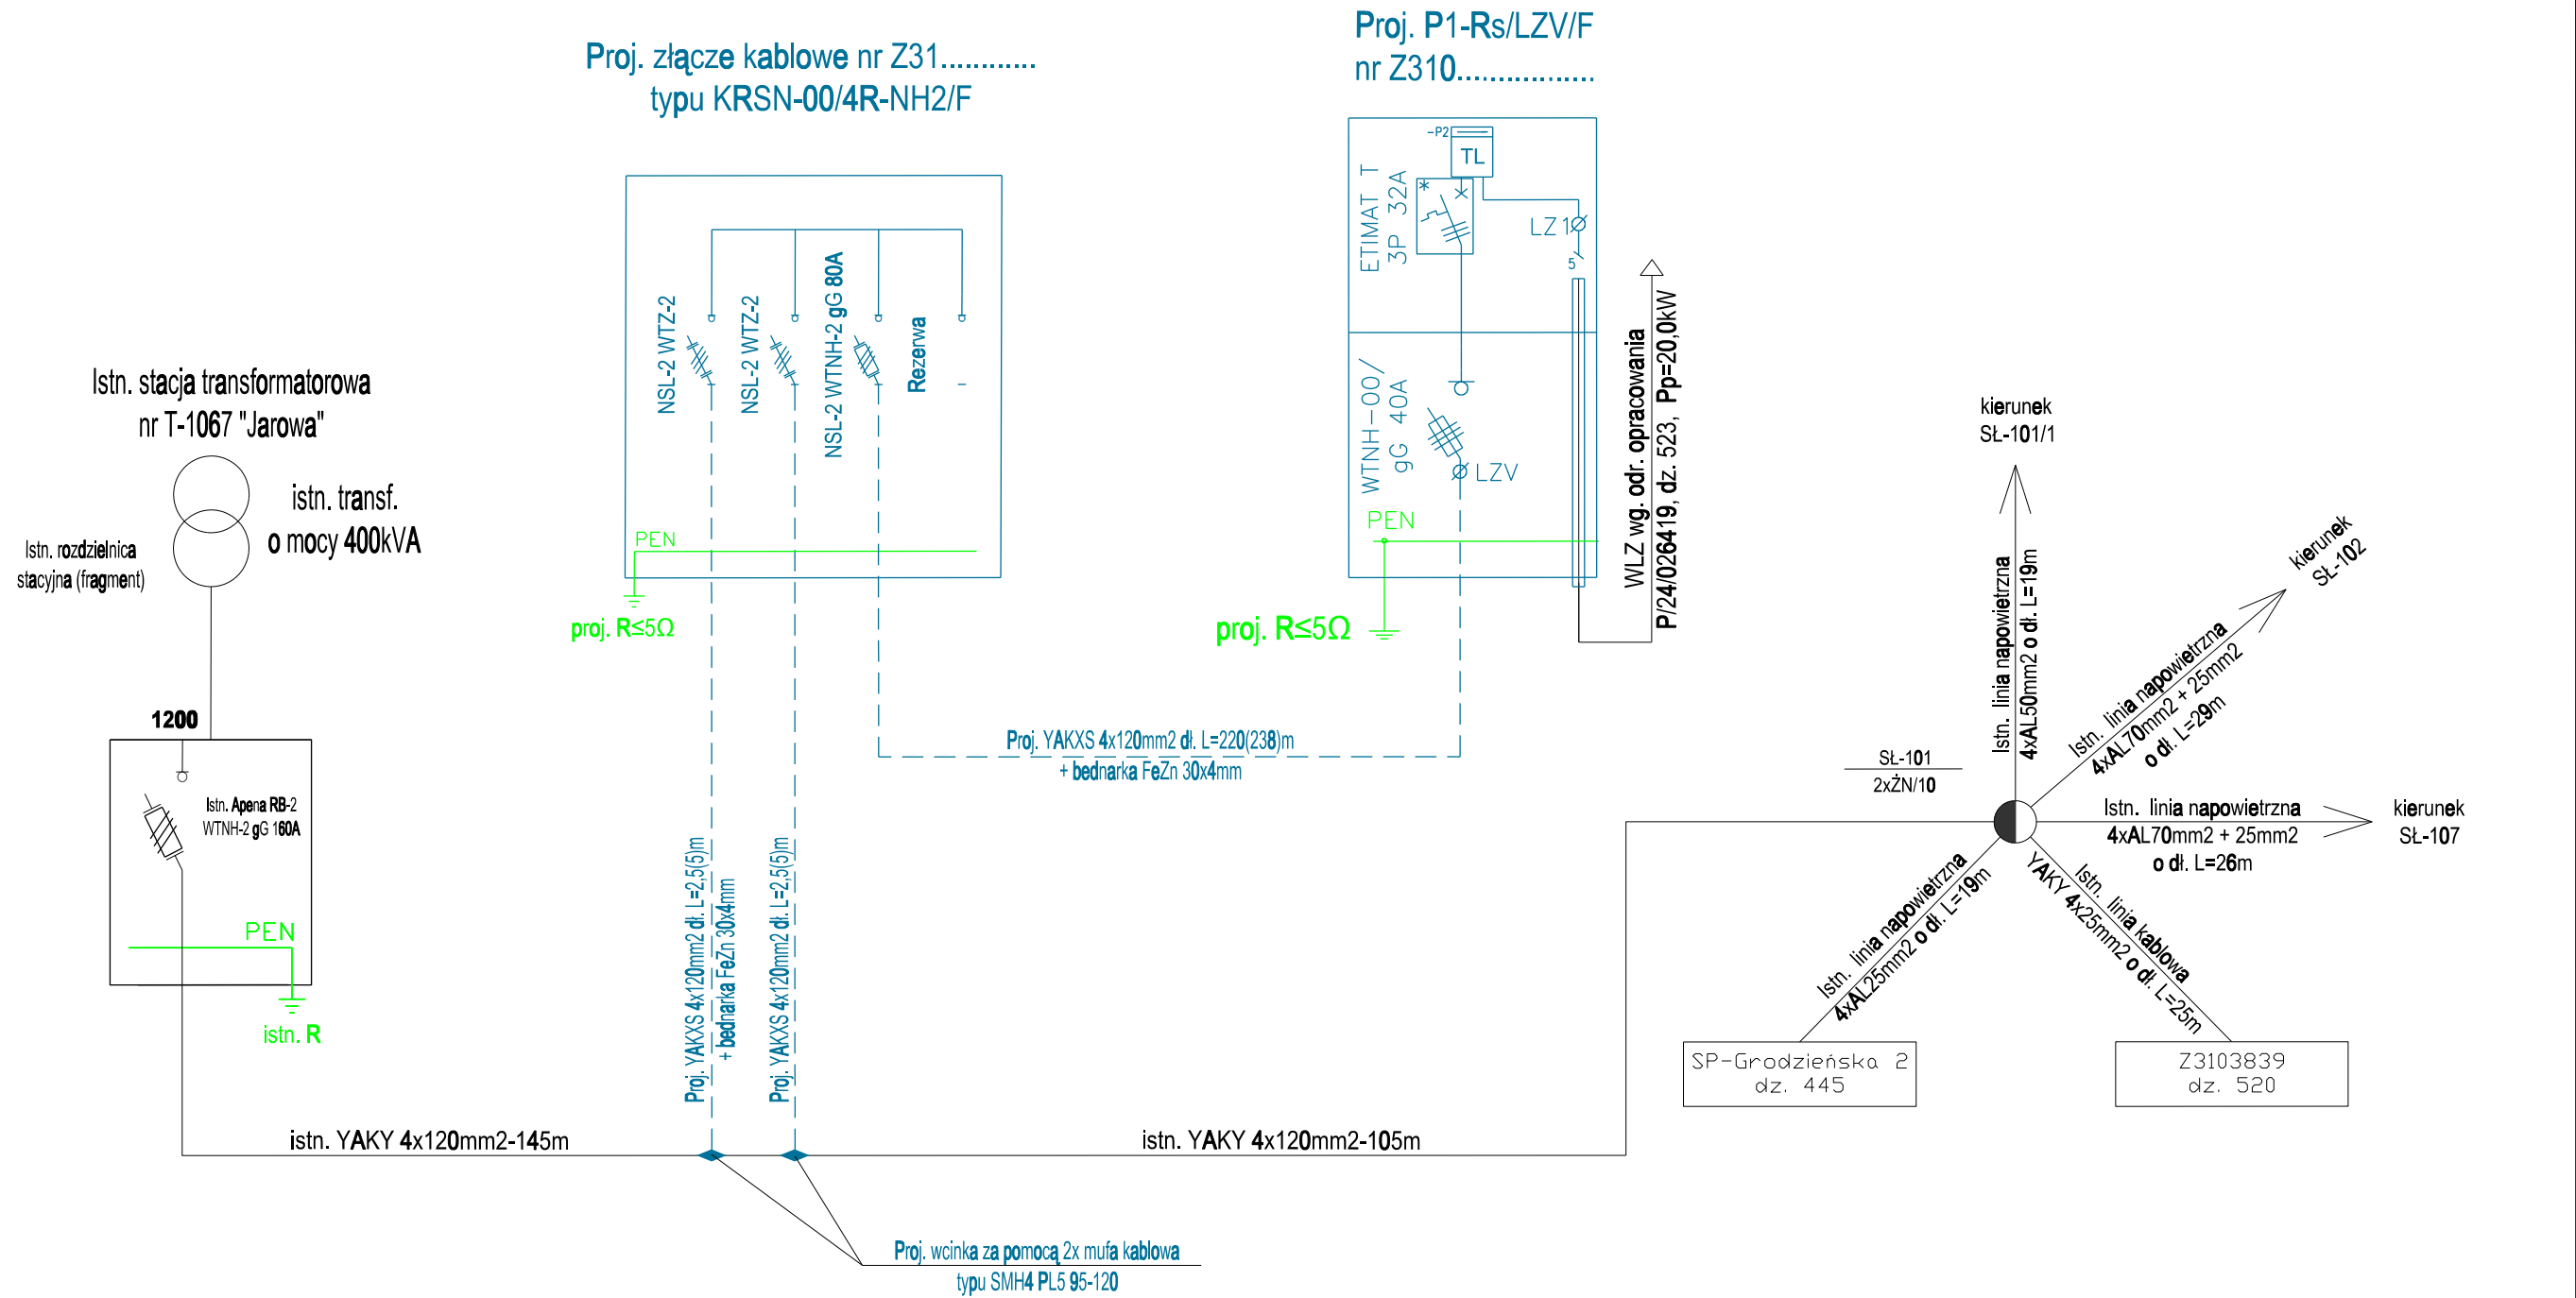 Proj. złącze kablowe nr Z31............
typu KRSN-00/4R-NH2/F
Proj. P1-Rs/LZV/F
nr Z310.................
NSL-2 WTZ-2
NSL-2 WTZ-2
NSL-2 WTNH-2 gG 80A
Rezerwa
PEN
proj. R≤5Ω
-P2
TL
*
ETIMAT T
3P 32A
LZ1
5
WTNH-00/
gG 40A
LZV
PEN
proj. R≤5Ω
WLZ wg. odr. opracowania
P/24/026419, dz. 523, Pp=20,0kW
Istn. stacja transformatorowa
nr T-1067 "Jarowa"
istn. transf.
o mocy 400kVA
Istn. rozdzielnica
stacyjna (fragment)
1200
Istn. Apena RB-2
WTNH-2 gG 160A
PEN
istn. R
Proj. YAKXS 4x120mm2 dł. L=220(238)m
+ bednarka FeZn 30x4mm
Proj. YAKXS 4x120mm2 dł. L=2,5(5)m
+ bednarka FeZn 30x4mm
Proj. YAKXS 4x120mm2 dł. L=2,5(5)m
istn. YAKY 4x120mm2-145m
istn. YAKY 4x120mm2-105m
Proj. wcinka za pomocą 2x mufa kablowa
typu SMH4 PL5 95-120
kierunek
SŁ-101/1
Istn. linia napowietrzna
4xAL50mm2 o dł. L=19m
kierunek
SŁ-102
Istn. linia napowietrzna
4xAL70mm2 + 25mm2
o dł. L=29m
SŁ-101
2xŻN/10
Istn. linia napowietrzna
4xAL70mm2 + 25mm2
o dł. L=26m
kierunek
SŁ-107
Istn. linia napowietrzna
4xAL25mm2 o dł. L=19m
Istn. linia kablowa
YAKY 4x25mm2 o dł. L=25m
SP-Grodzieńska 2
dz. 445
Z3103839
dz. 520